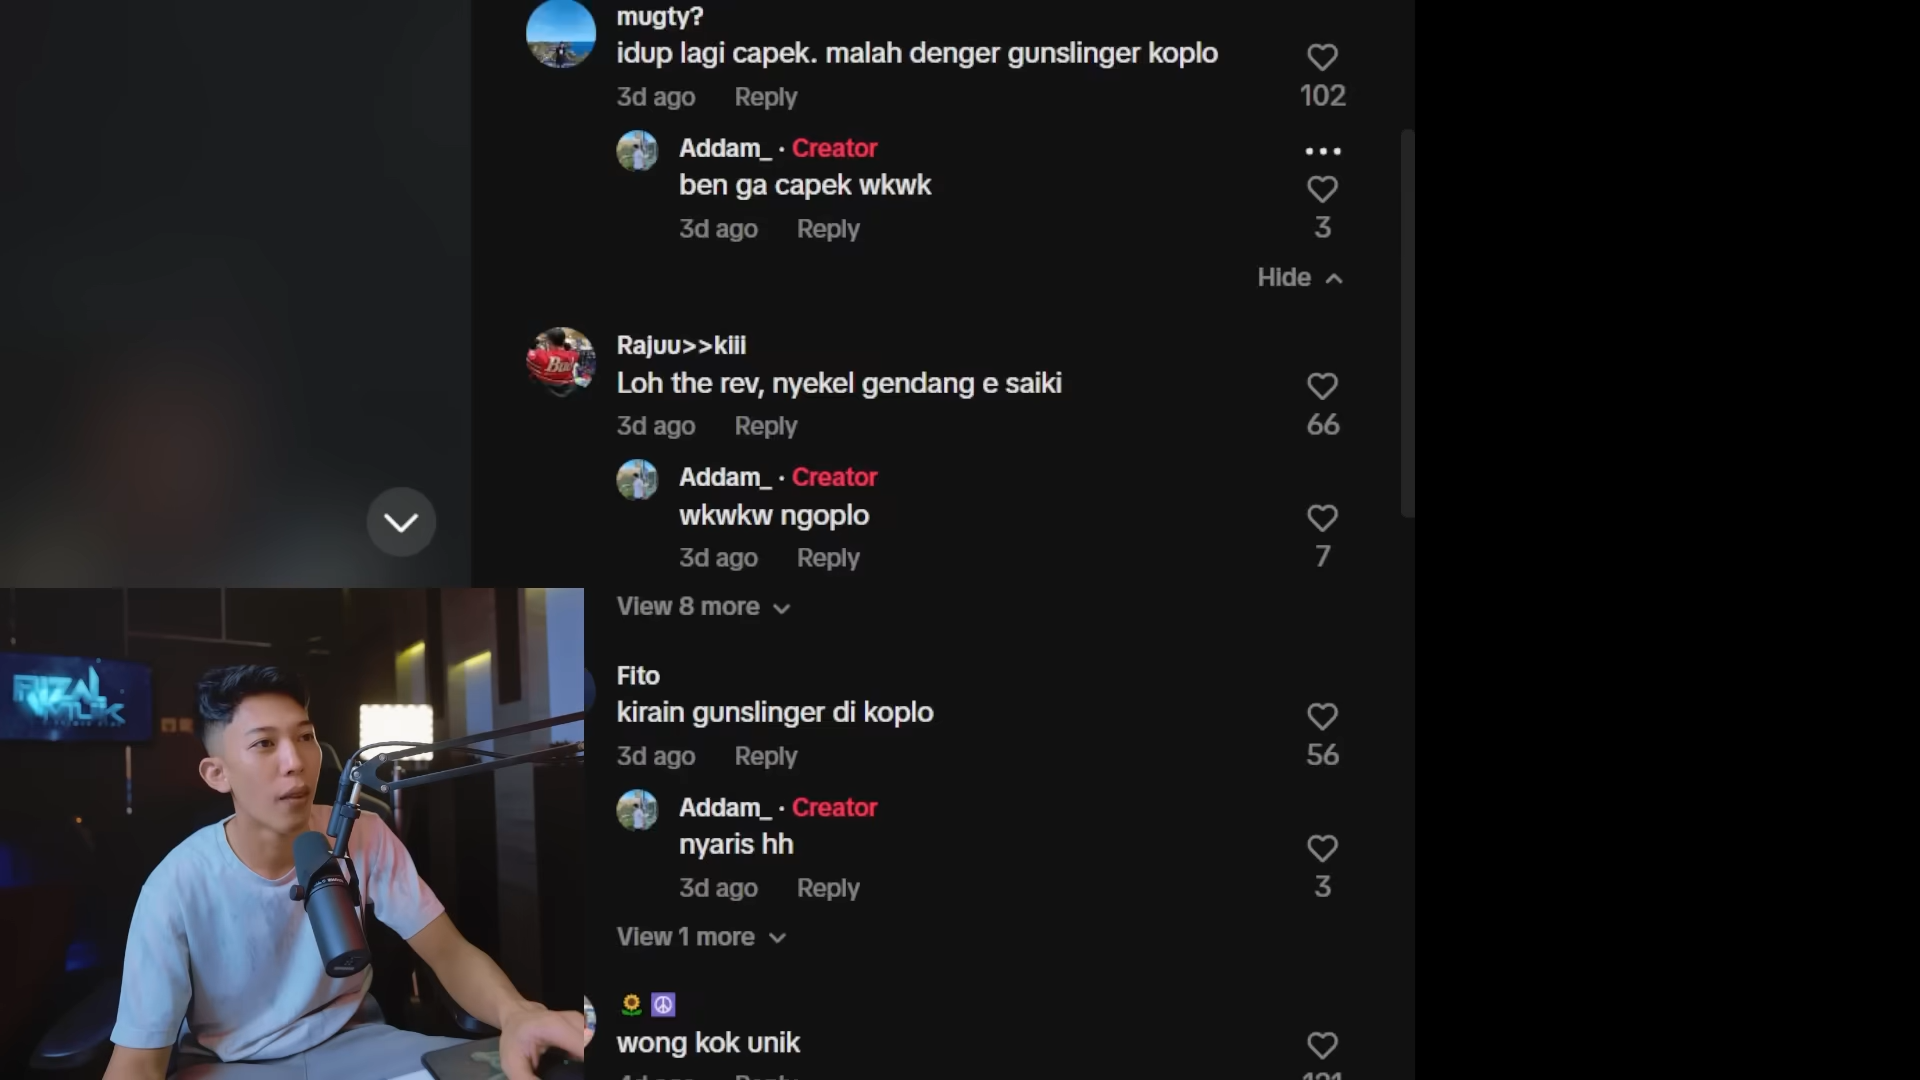 mugty?
idup lagi capek. malah denger gunslinger koplo
102
3d ago Reply
Addam_ · Creator
ben ga capek wkwk
3d ago Reply
3
Hide
Rajuu>>kiii
Loh the rev, nyekel gendang e saiki
3d ago Reply
66
Addam_ · Creator
wkwkw ngoplo
3d ago Reply
7
View 8 more
Fito
kirain gunslinger di koplo
3d ago Reply
56
Addam_ · Creator
nyaris hh
3d ago Reply
3
View 1 more
🌻☮️
wong kok unik
RIZAL